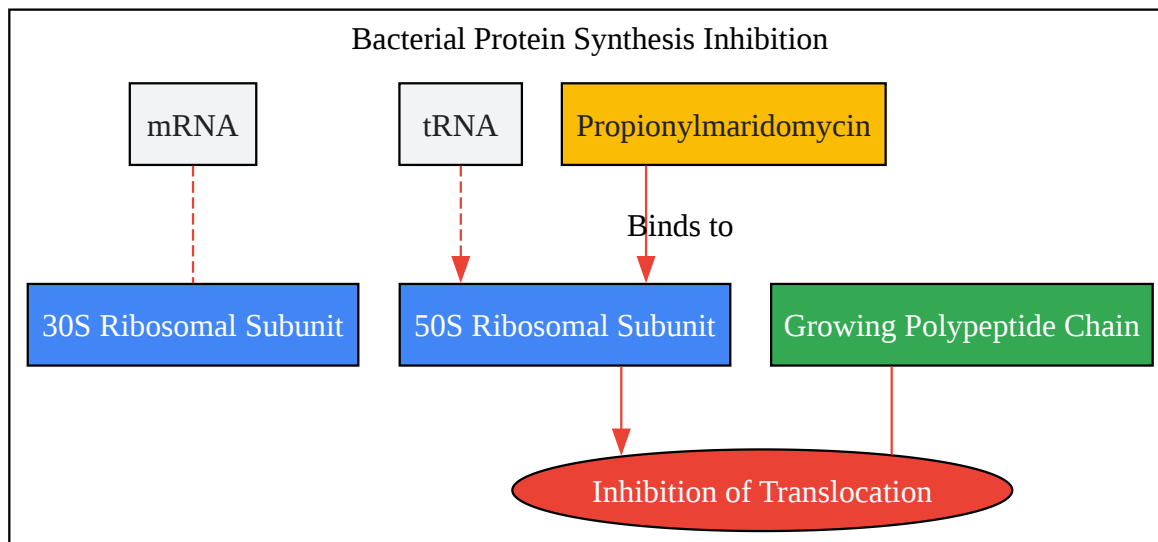 Bacterial Protein Synthesis Inhibition
mRNA
tRNA
Propionylmaridomycin
Binds to
30S Ribosomal Subunit
50S Ribosomal Subunit
Growing Polypeptide Chain
Inhibition of Translocation